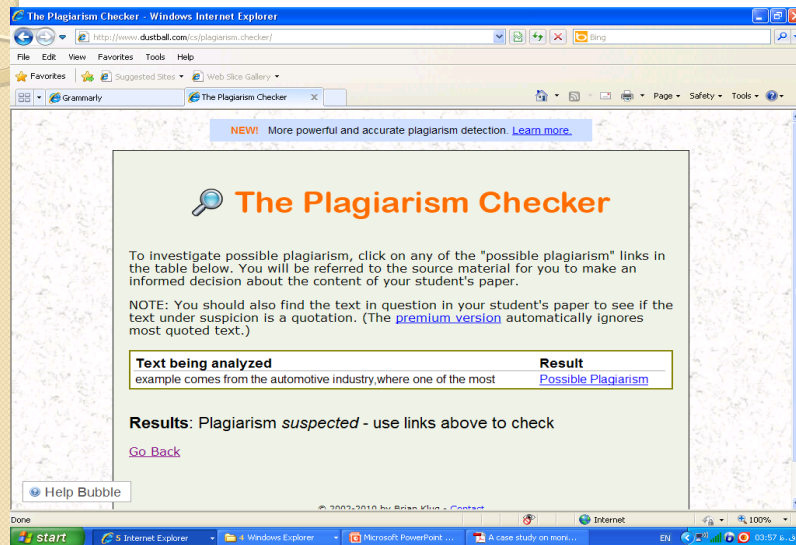 The Plagiarism Checker - Windows Internet Explorer
http://www.dustball.com/cs/plagiarism.checker/
Bing
File Edit View Favorites Tools Help
Favorites Suggested Sites Web Slice Gallery
Grammarly The Plagiarism Checker X Page Safety Tools
NEW! More powerful and accurate plagiarism detection. Learn more.
The Plagiarism Checker
To investigate possible plagiarism, click on any of the "possible plagiarism" links in
the table below. You will be referred to the source material for you to make an
informed decision about the content of your student's paper.
NOTE: You should also find the text in question in your student's paper to see if the
text under suspicion is a quotation. (The premium version automatically ignores
most quoted text.)
Text being analyzed Result
example comes from the automotive industry,where one of the most Possible Plagiarism
Results: Plagiarism suspected - use links above to check
Go Back
Help Bubble
© 2002-2010 by Brian Klug - Contact
Done Internet 100%
start 5 Internet Explorer 4 Windows Explorer Microsoft PowerPoint ... A case study on moni... EN 03:57